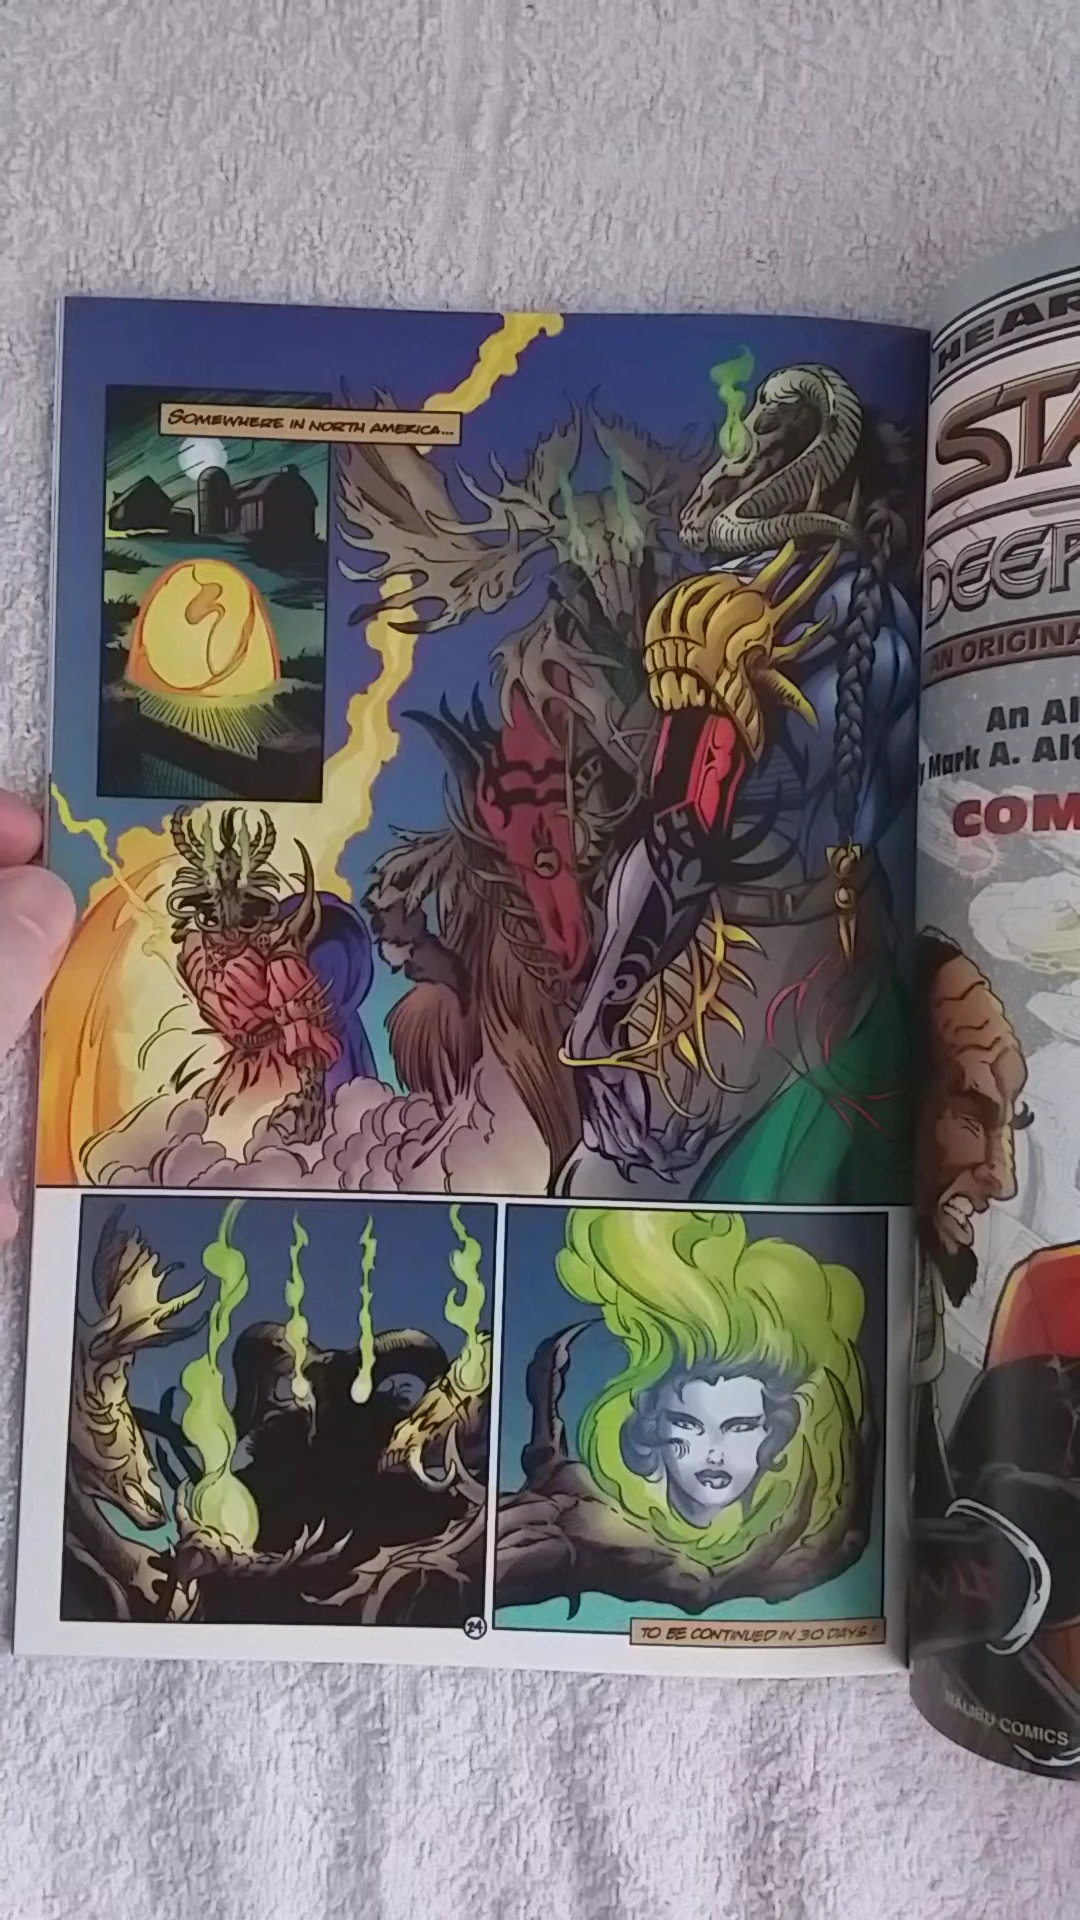 SOMEWHERE IN NORTH AMERICA...
24
TO BE CONTINUED IN 30 DAYS!
HEAR
STA
DEEP
AN ORIGINA
An Al
y Mark A. Alt
COM
MALIBU COMICS